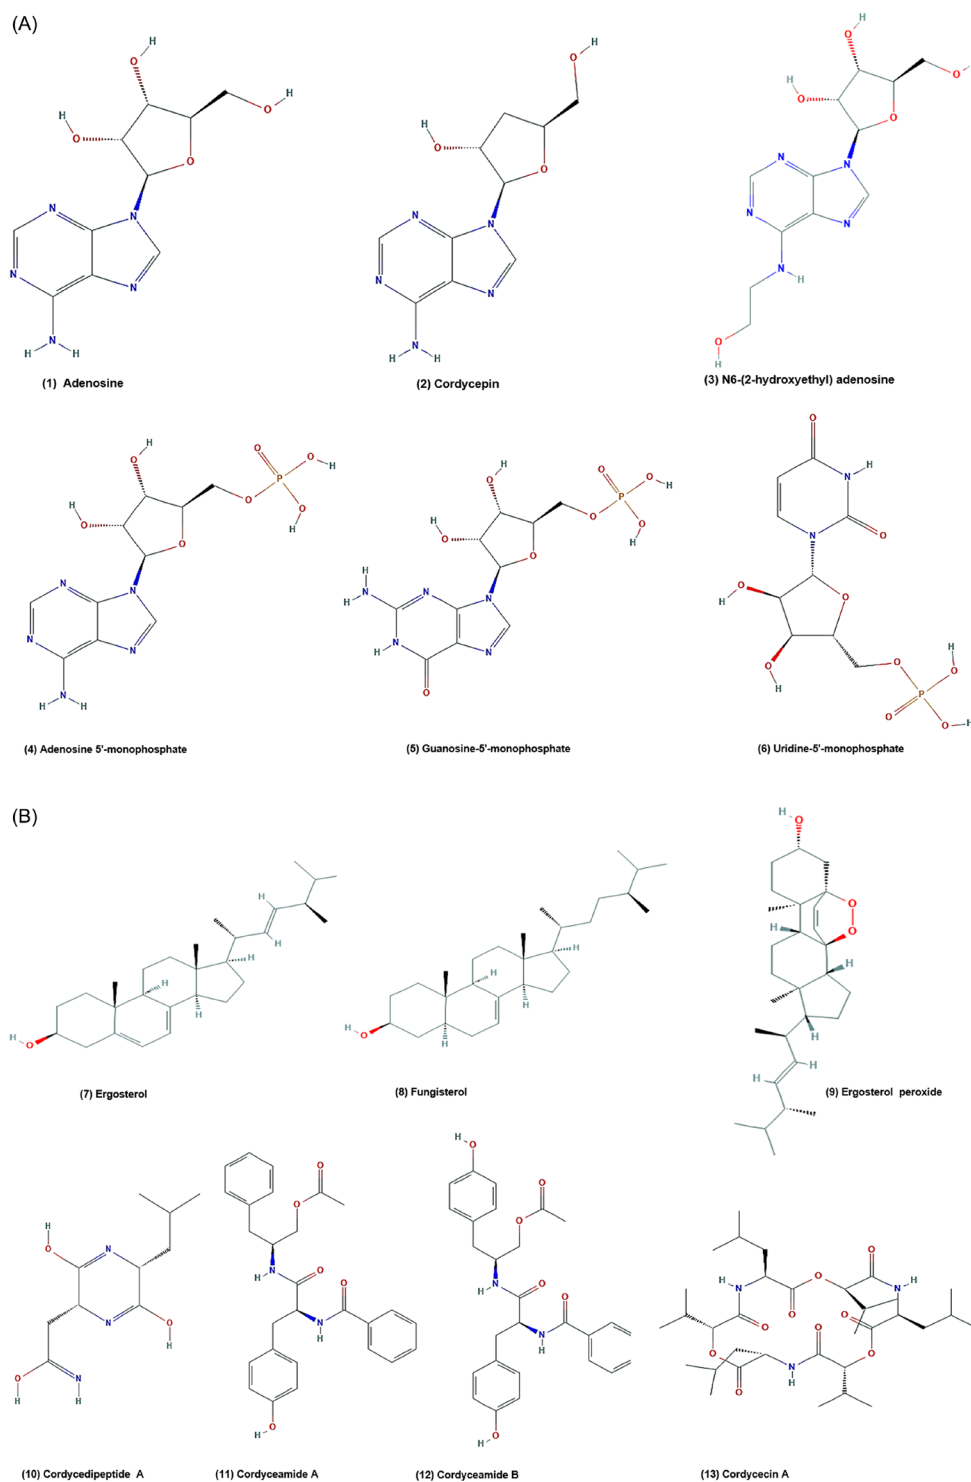 (A)
(1) Adenosine
(2) Cordycepin
(3) N6-(2-hydroxyethyl) adenosine
(4) Adenosine 5'-monophosphate
(5) Guanosine-5'-monophosphate
(6) Uridine-5'-monophosphate
(B)
(7) Ergosterol
(8) Fungisterol
(9) Ergosterol peroxide
(10) Cordycedipeptide A
(11) Cordyceamide A
(12) Cordyceamide B
(13) Cordycecin A